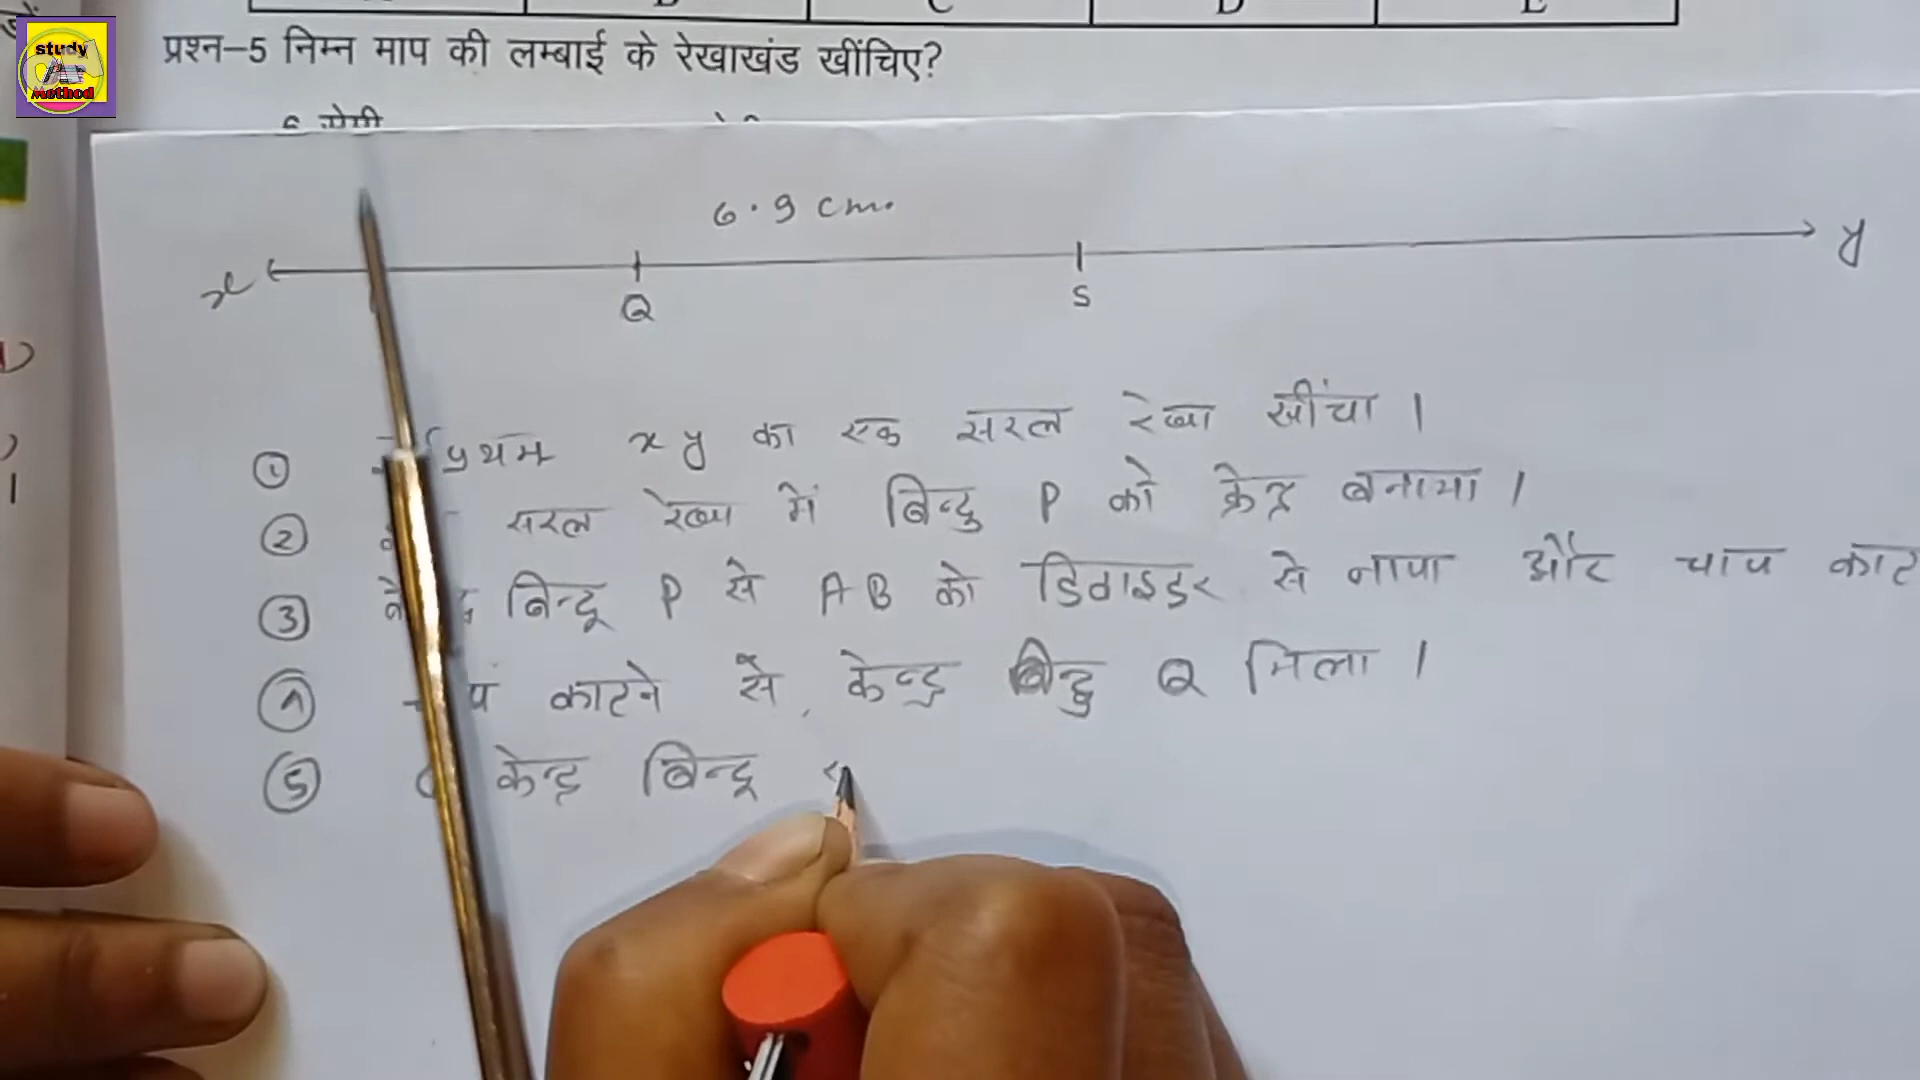 study
Art
Method
C D E
प्रश्न–5 निम्न माप की लम्बाई के रेखाखंड खींचिए?
6.9 cm.
x Q S y
① प्रथम x y का एक सरल रेखा खींचा ।
② सरल रेखा में बिन्दु P को केन्द्र बनाया ।
③ बिन्दू P से AB को डिवाइडर से नापा और चाप काट
④ काटने से, केन्द्र बिन्दु Q मिला ।
⑤ केन्द्र बिन्दू